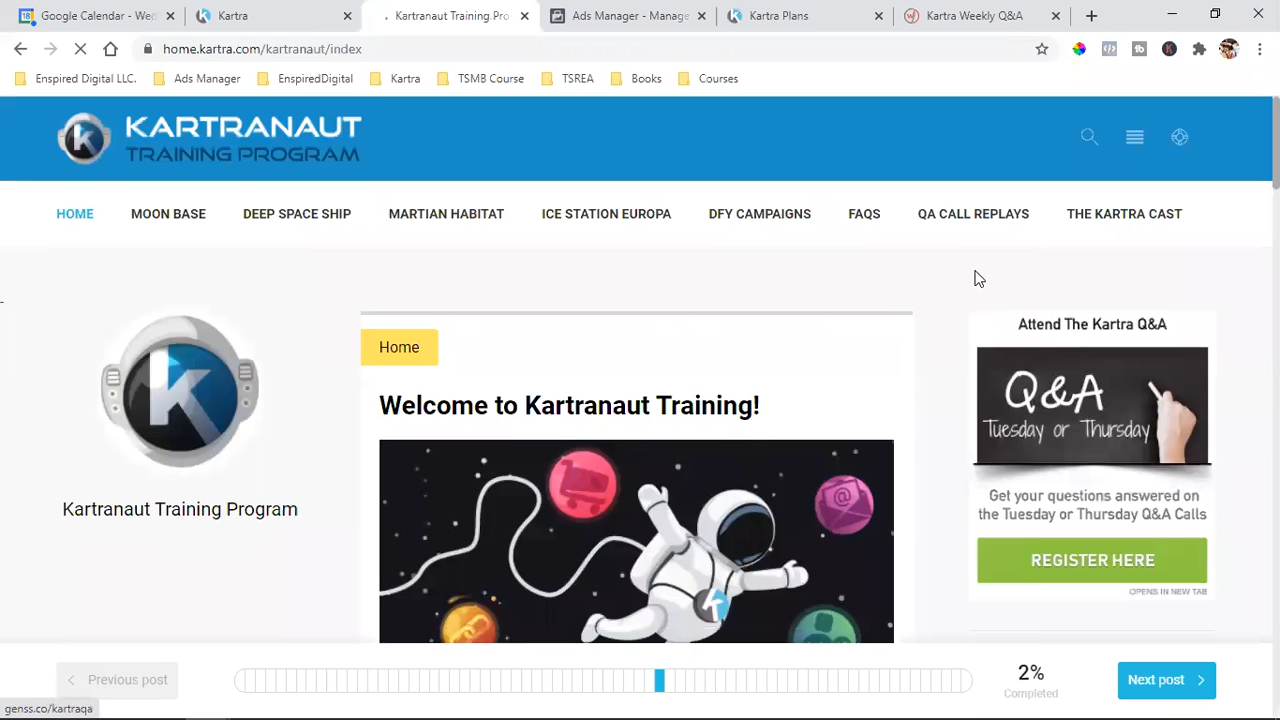 Google Calendar - Wed
Kartra
Kartranaut Training Pro
Ads Manager - Manage
Kartra Plans
Kartra Weekly Q&A
home.kartra.com/kartranaut/index
Enspired Digital LLC.
Ads Manager
EnspiredDigital
Kartra
TSMB Course
TSREA
Books
Courses
KARTRANAUT
TRAINING PROGRAM
HOME
MOON BASE
DEEP SPACE SHIP
MARTIAN HABITAT
ICE STATION EUROPA
DFY CAMPAIGNS
FAQS
QA CALL REPLAYS
THE KARTRA CAST
Kartranaut Training Program
Home
Welcome to Kartranaut Training!
Attend The Kartra Q&A
Q&A
Tuesday or Thursday
Get your questions answered on
the Tuesday or Thursday Q&A Calls
REGISTER HERE
OPENS IN NEW TAB
Previous post
2%
Completed
Next post
genss.co/kartraqa